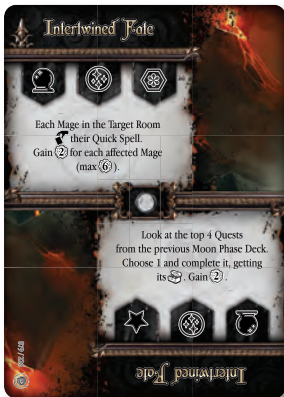 Intertwined Fate
Each Mage in the Target Room
their Quick Spell.
Gain 2 for each affected Mage
(max 6).
Look at the top 4 Quests
from the previous Moon Phase Deck.
Choose 1 and complete it, getting
its . Gain 2 .
Intertwined Fate